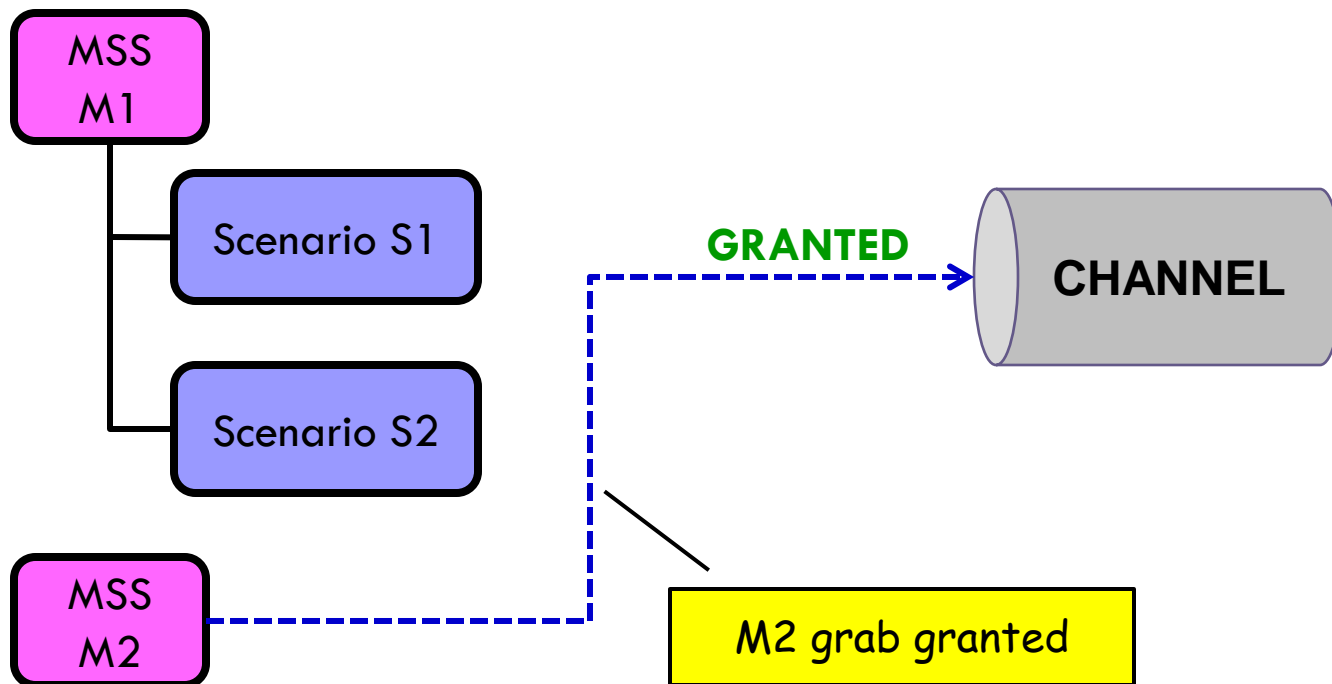 MSS
M1
Scenario S1
GRANTED
CHANNEL
Scenario S2
MSS
M2
M2 grab granted